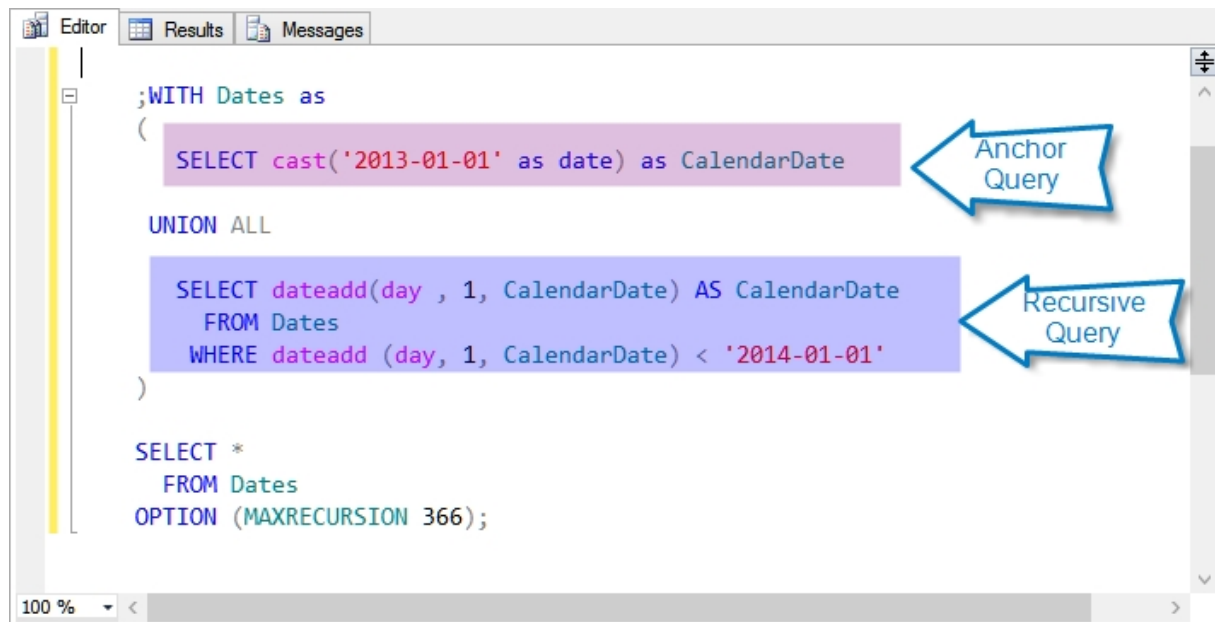 Editor Results Messages
;WITH Dates as
(
SELECT cast('2013-01-01' as date) as CalendarDate
Anchor
Query
UNION ALL
SELECT dateadd(day , 1, CalendarDate) AS CalendarDate
FROM Dates
WHERE dateadd (day, 1, CalendarDate) < '2014-01-01'
Recursive
Query
)
SELECT *
FROM Dates
OPTION (MAXRECURSION 366);
100 %